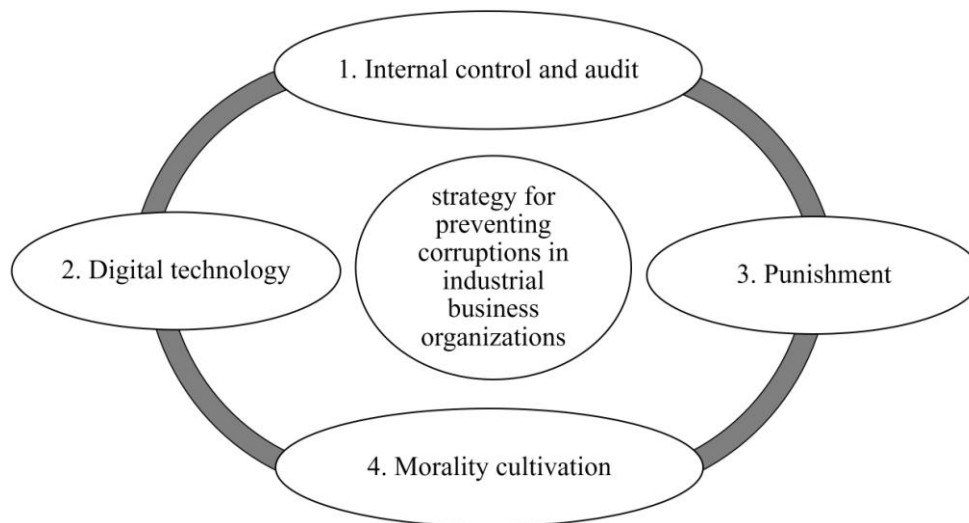 1. Internal control and audit
strategy for
preventing
corruptions in
industrial
business
organizations
2. Digital technology
3. Punishment
4. Morality cultivation